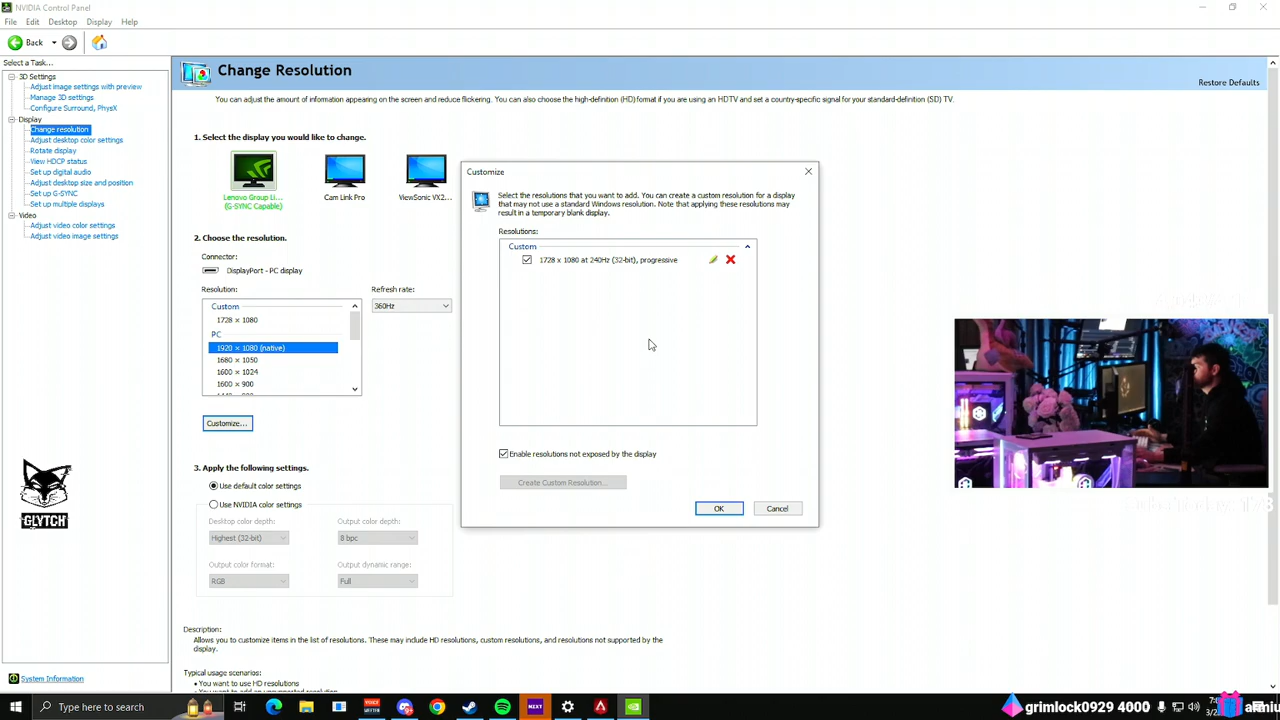 NVIDIA Control Panel
File Edit Desktop Display Help
Back
Select a Task...
3D Settings
Adjust image settings with preview
Manage 3D settings
Configure Surround, PhysX
Display
Change resolution
Adjust desktop color settings
Rotate display
View HDCP status
Set up digital audio
Adjust desktop size and position
Set up G-SYNC
Set up multiple displays
Video
Adjust video color settings
Adjust video image settings
System Information
Change Resolution
Restore Defaults
You can adjust the amount of information appearing on the screen and reduce flickering. You can also choose the high-definition (HD) format if you are using an HDTV and set a country-specific signal for your standard-definition (SD) TV.
1. Select the display you would like to change.
Lenovo Group Li...
(G-SYNC Capable)
Cam Link Pro
ViewSonic VX2...
2. Choose the resolution.
Connector:
DisplayPort - PC display
Resolution:
Refresh rate:
Custom
360Hz
1728 × 1080
PC
1920 × 1080 (native)
1680 × 1050
1600 × 1024
1600 × 900
Customize...
3. Apply the following settings.
Use default color settings
Use NVIDIA color settings
Desktop color depth:
Output color depth:
Highest (32-bit)
8 bpc
Output color format:
Output dynamic range:
RGB
Full
Description:
Allows you to customize items in the list of resolutions. These may include HD resolutions, custom resolutions, and resolutions not supported by the
display.
Typical usage scenarios:
• You want to use HD resolutions
Customize
Select the resolutions that you want to add. You can create a custom resolution for a display
that may not use a standard Windows resolution. Note that applying these resolutions may
result in a temporary blank display.
Resolutions:
Custom
1728 x 1080 at 240Hz (32-bit), progressive
Enable resolutions not exposed by the display
Create Custom Resolution...
OK
Cancel
GLYTCH
Type here to search
NZXT
grimlock0929 4000